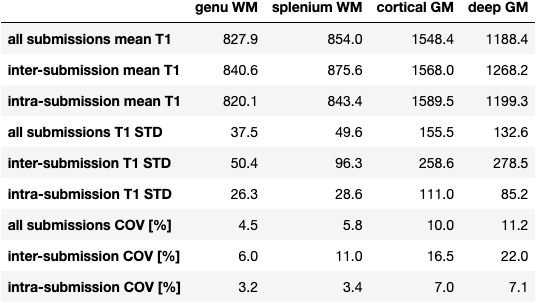 genu WM splenium WM cortical GM deep GM
all submissions mean T1 827.9 854.0 1548.4 1188.4
inter-submission mean T1 840.6 875.6 1568.0 1268.2
intra-submission mean T1 820.1 843.4 1589.5 1199.3
all submissions T1 STD 37.5 49.6 155.5 132.6
inter-submission T1 STD 50.4 96.3 258.6 278.5
intra-submission T1 STD 26.3 28.6 111.0 85.2
all submissions COV [%] 4.5 5.8 10.0 11.2
inter-submission COV [%] 6.0 11.0 16.5 22.0
intra-submission COV [%] 3.2 3.4 7.0 7.1